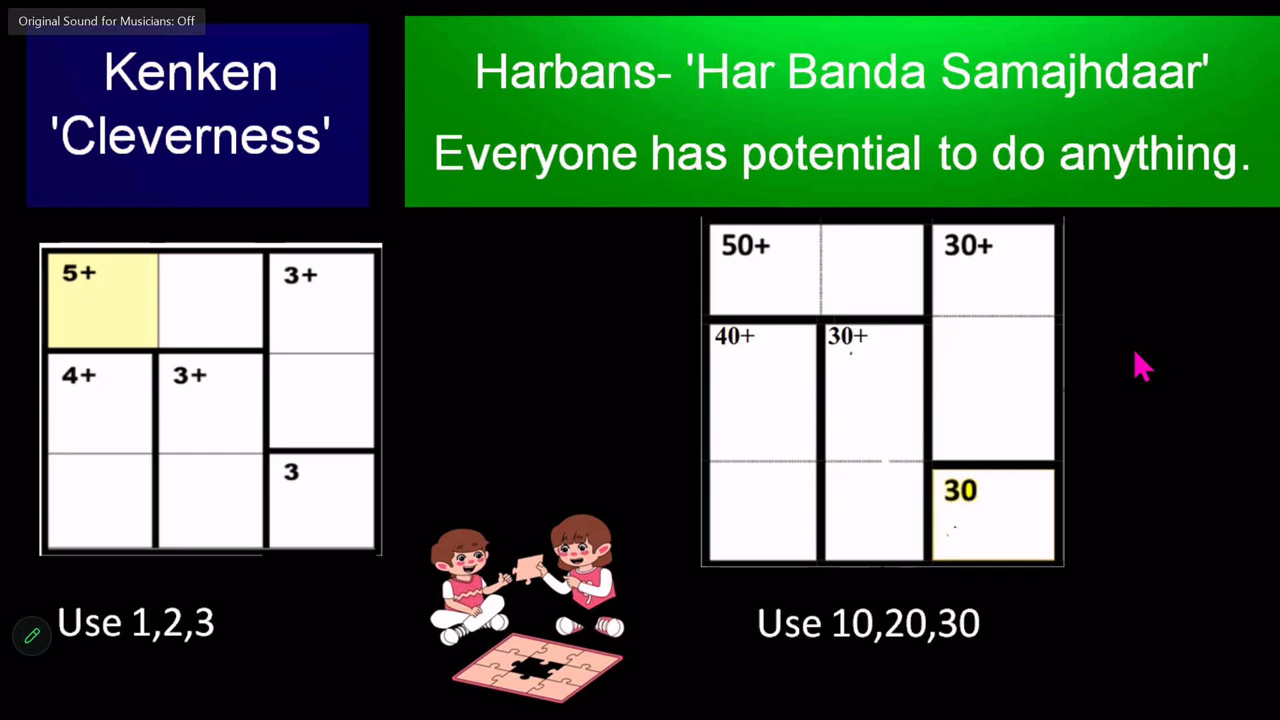 Original Sound for Musicians: Off
Kenken
'Cleverness'
Harbans- 'Har Banda Samajhdaar'
Everyone has potential to do anything.
5+
3+
4+
3+
3
50+
30+
40+
30+
30
Use 1,2,3
Use 10,20,30